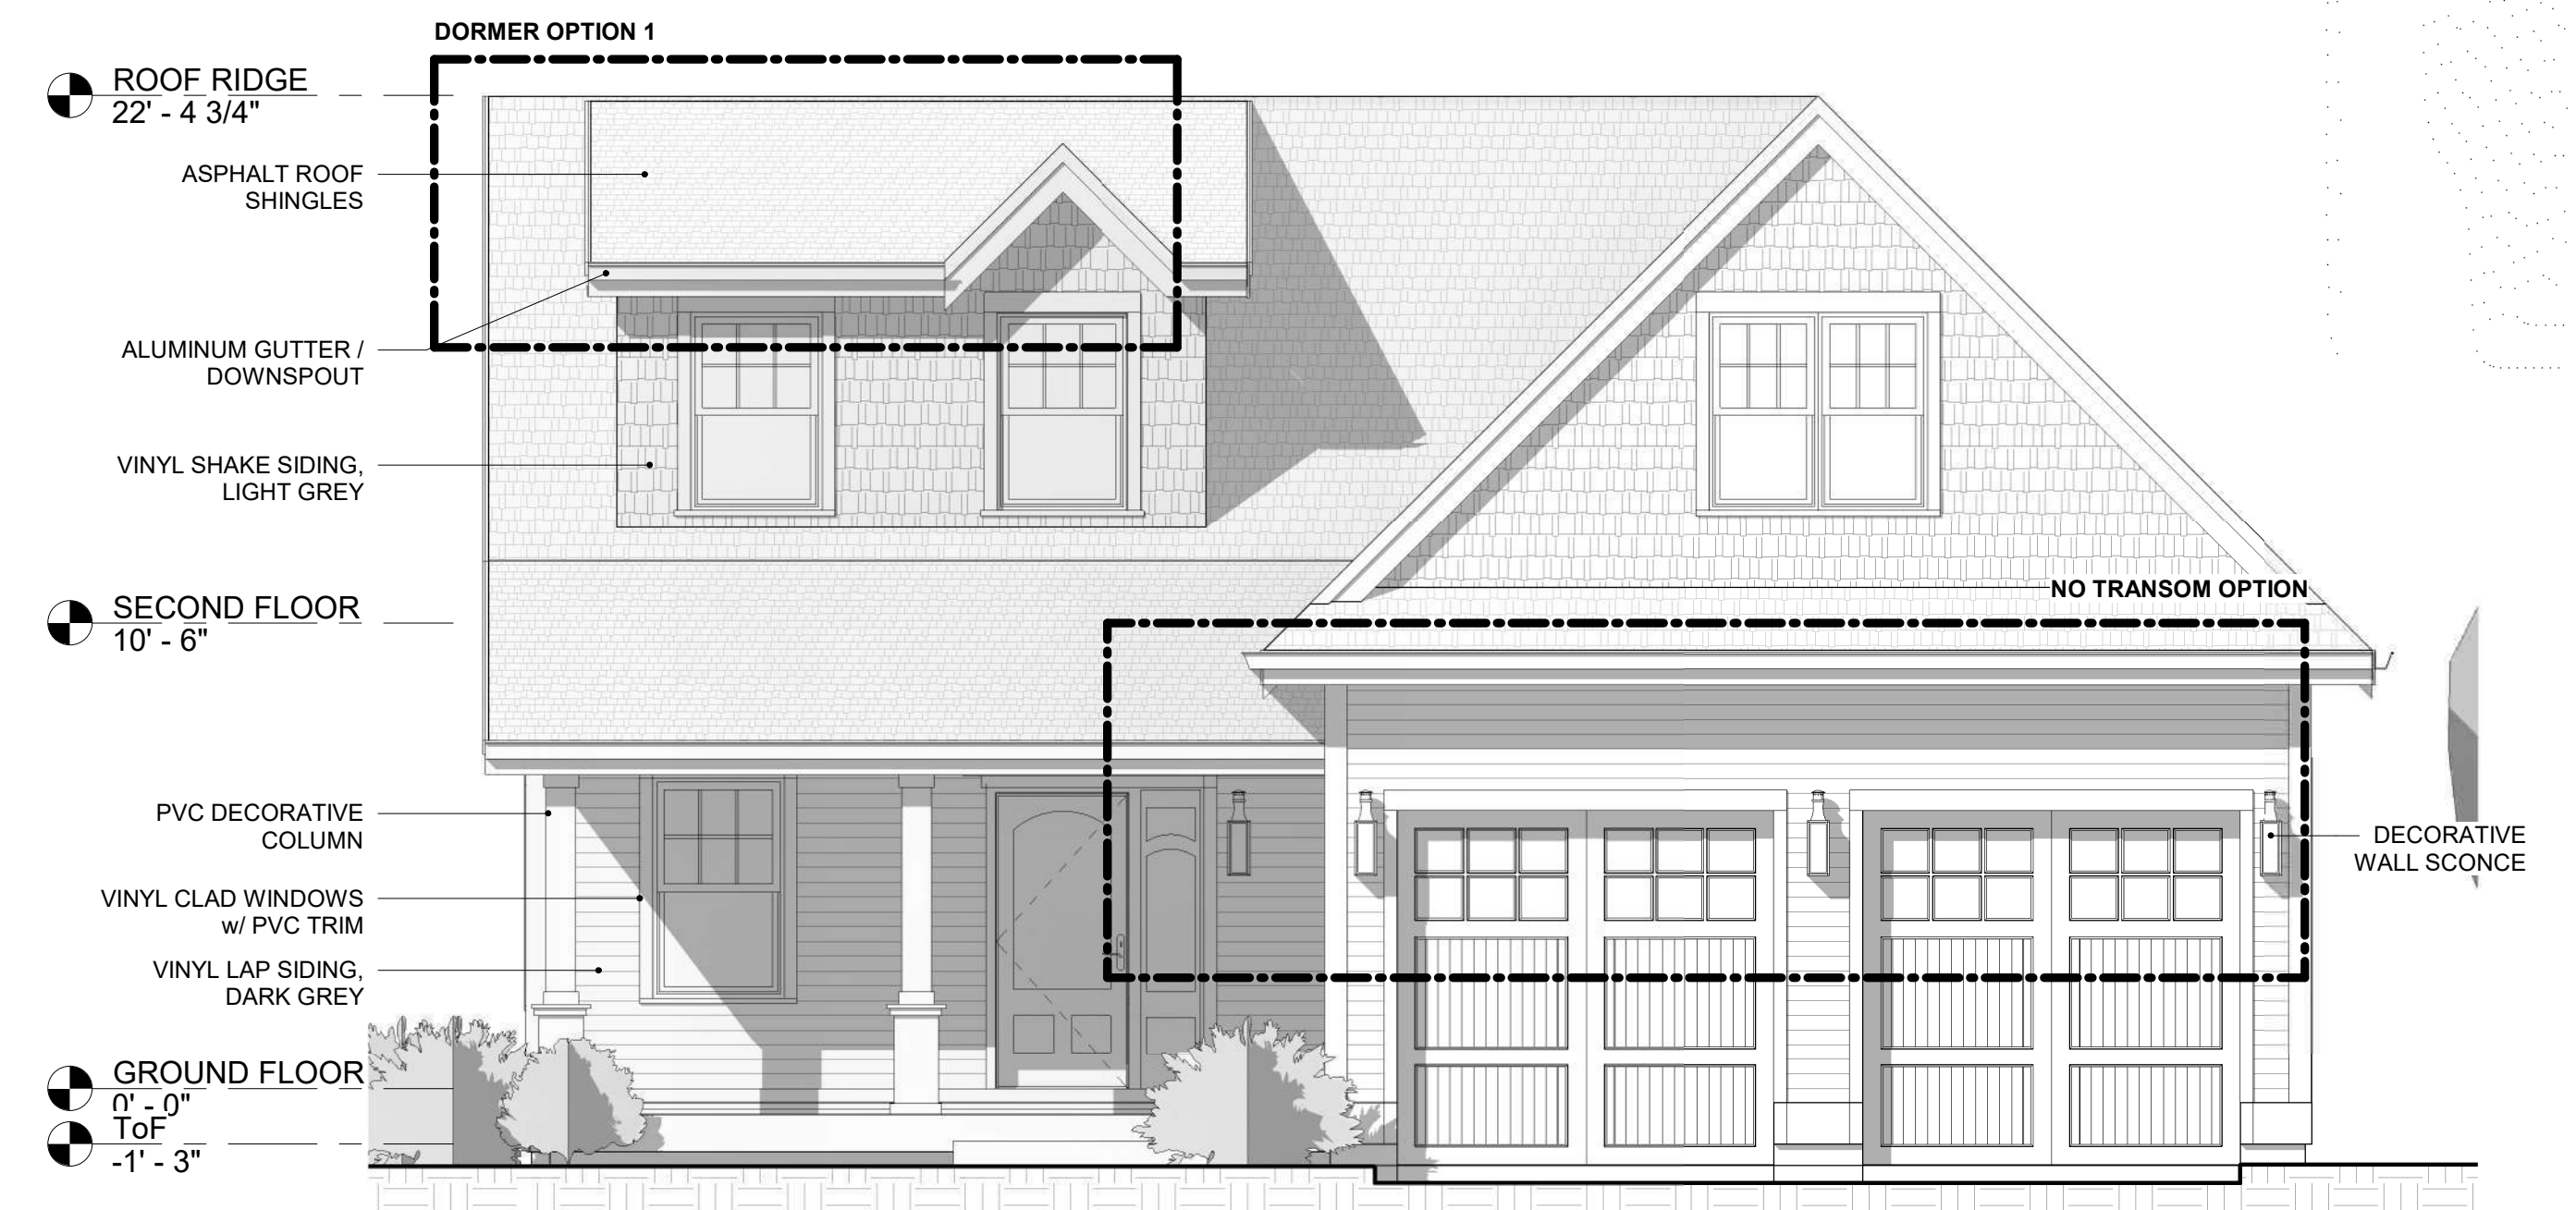 DORMER OPTION 1
ROOF RIDGE
22' - 4 3/4"
ASPHALT ROOF
SHINGLES
ALUMINUM GUTTER /
DOWNSPOUT
VINYL SHAKE SIDING,
LIGHT GREY
NO TRANSOM OPTION
SECOND FLOOR
10' - 6"
PVC DECORATIVE
COLUMN
DECORATIVE
WALL SCONCE
VINYL CLAD WINDOWS
w/ PVC TRIM
VINYL LAP SIDING,
DARK GREY
GROUND FLOOR
0' - 0"
ToF
-1' - 3"